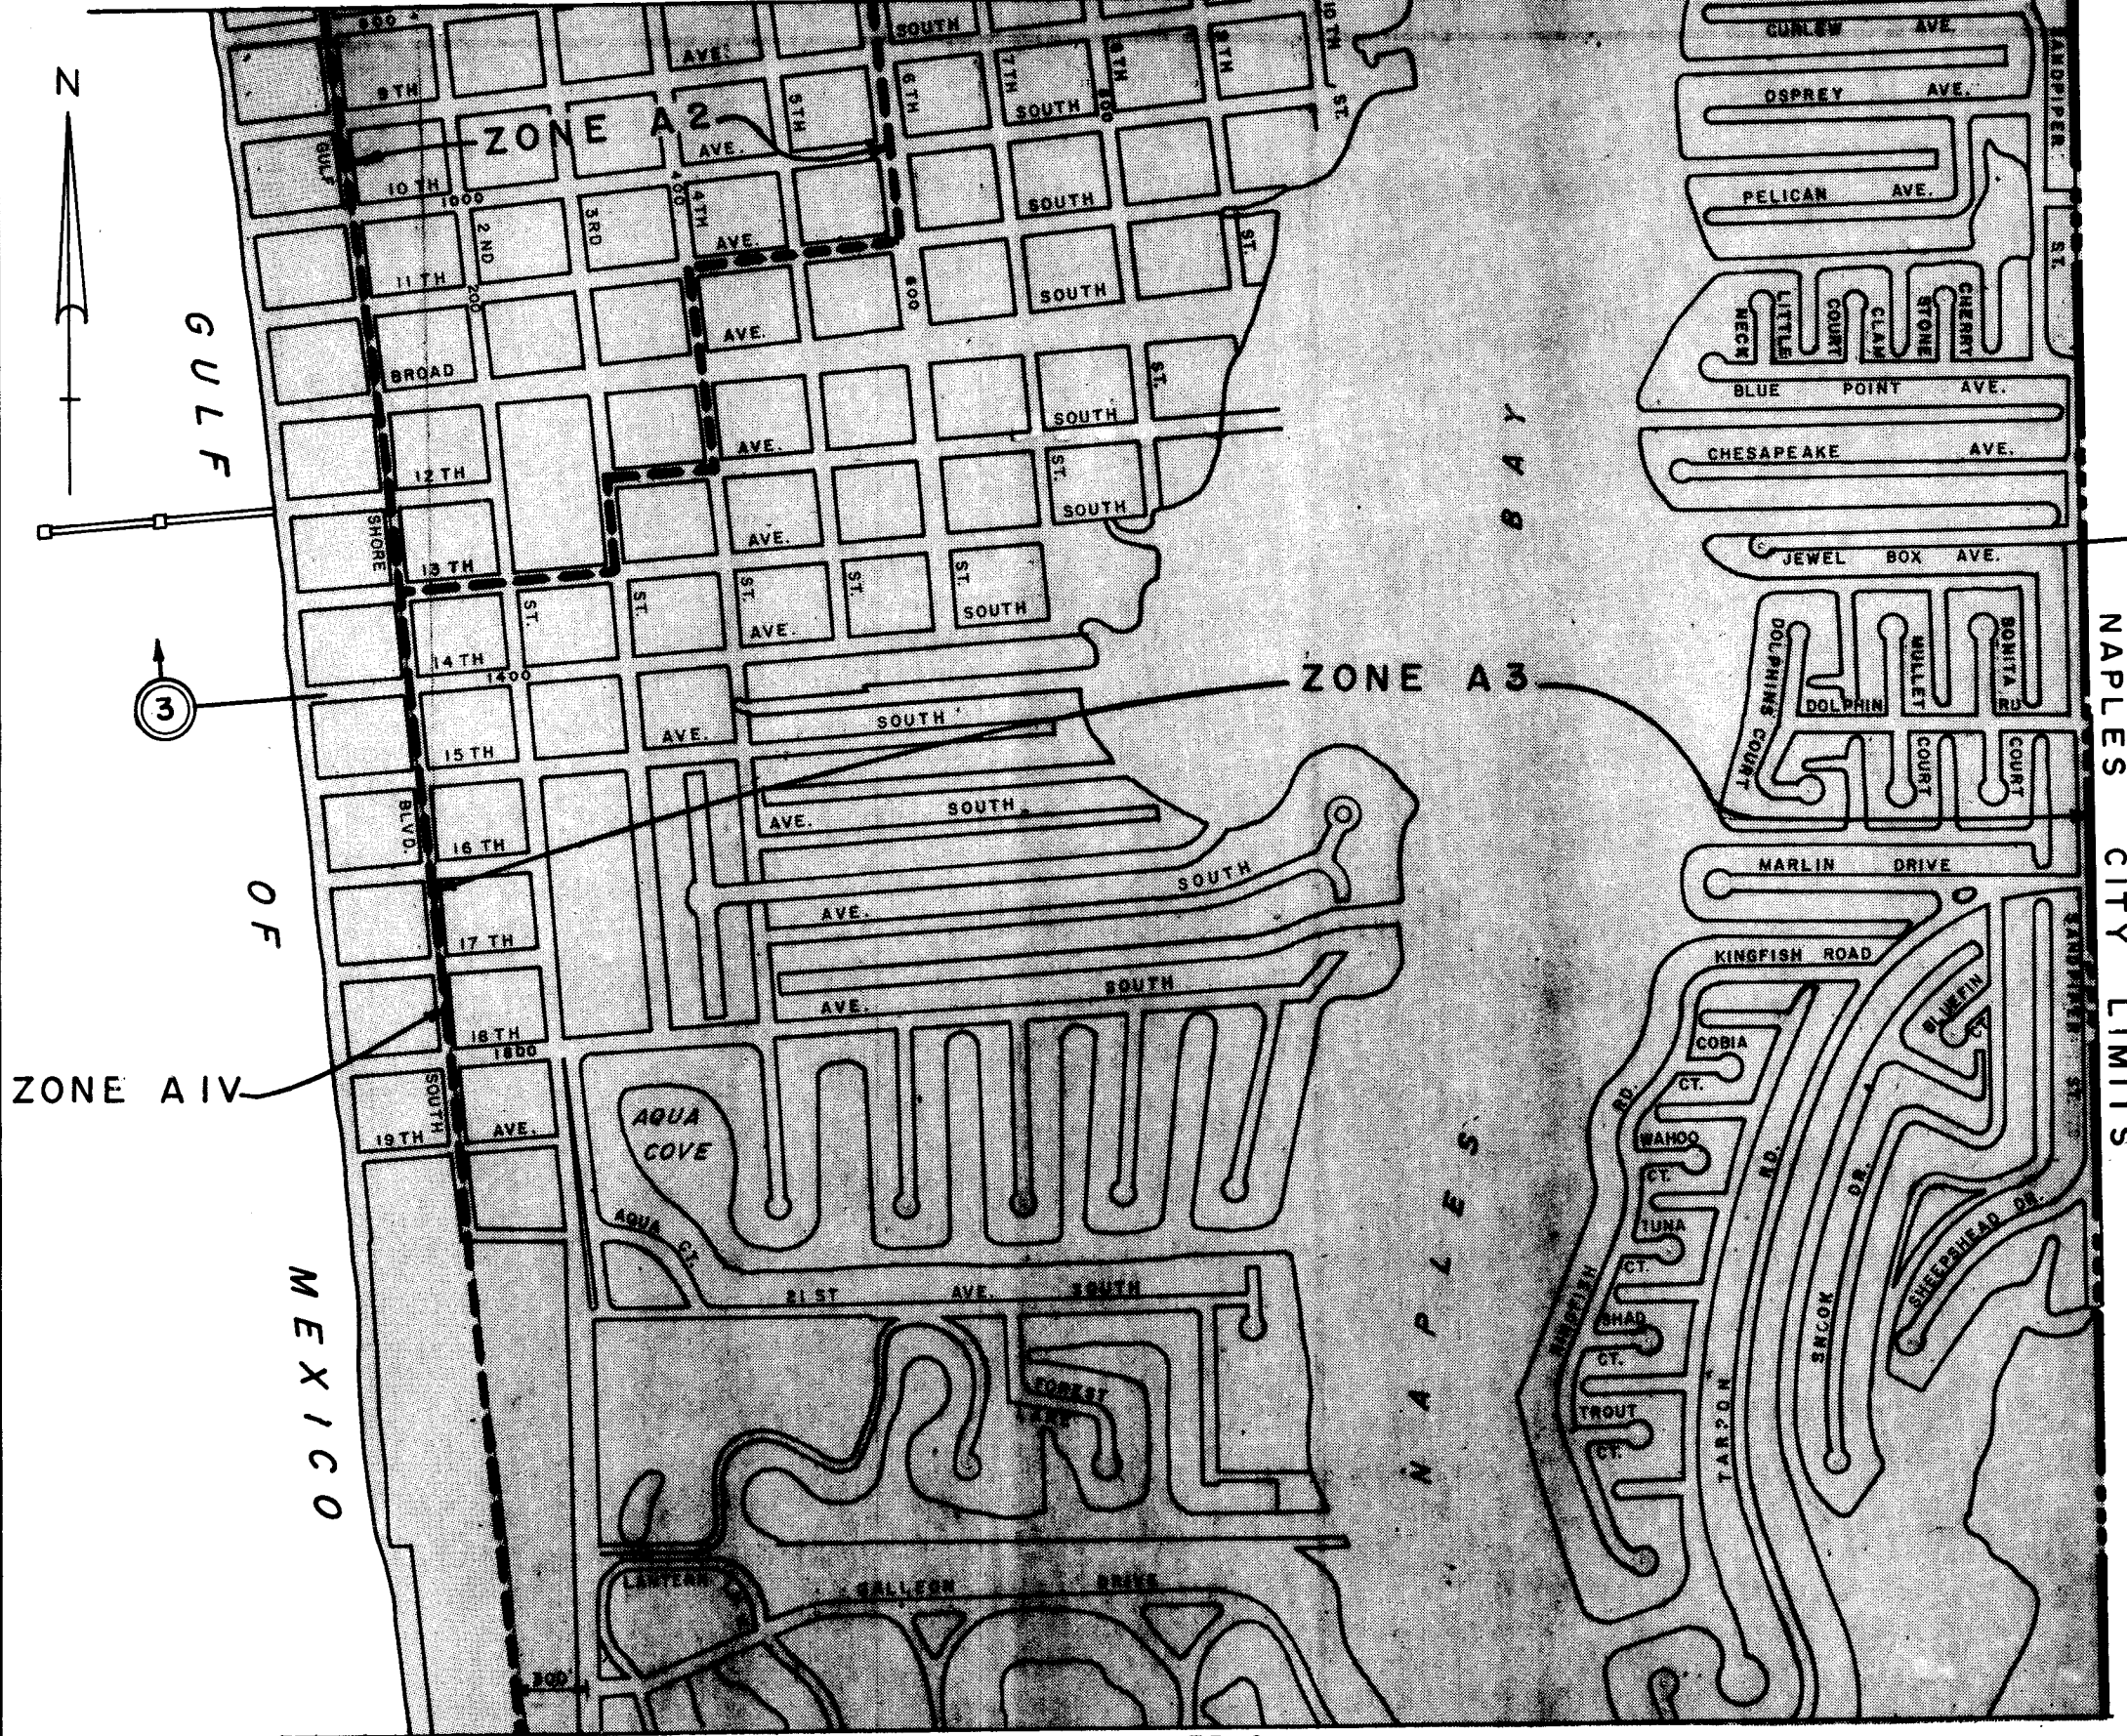 N
800
SOUTH
AVE.
9TH
5TH
6TH
7TH
8TH
9TH
10TH
ST.
SOUTH
800
ZONE A2
GULF
AVE.
10TH
1000
400
4TH
3RD
2ND
AVE.
SOUTH
11TH
200
600
SOUTH
ST.
AVE.
BROAD
SOUTH
ST.
AVE.
12TH
ST.
SOUTH
AVE.
SHORE
13TH
ST.
ST.
ST.
ST.
ST.
SOUTH
AVE.
14TH
1400
3
SOUTH
AVE.
15TH
ZONE A3
SOUTH
AVE.
BLVD.
16TH
SOUTH
AVE.
17TH
SOUTH
AVE.
18TH
1800
ZONE A1V
SOUTH
19TH
AVE.
AQUA
COVE
AQUA CT.
21ST AVE. SOUTH
FOREST
LAKE
LANTERN
GALLEON DRIVE
300'
GULF OF MEXICO
NAPLES BAY
CURLEW AVE.
SANDPIPER ST.
OSPREY AVE.
PELICAN AVE.
LITTLE
NECK
COURT
CLAM
CHERRY
STONE
BLUE POINT AVE.
CHESAPEAKE AVE.
JEWEL BOX AVE.
DOLPHINS COURT
MULLET
BONITA
DOLPHIN
RD
COURT
COURT
MARLIN DRIVE
KINGFISH ROAD
BLUEFIN
CT.
SANDPIPER ST.
COBIA
CT.
RD.
WAHOO
CT.
TUNA
CT.
KINGFISH
SHAD
CT.
TROUT
CT.
TARPON RD.
SNOOK DR.
SHEEPSHEAD DR.
NAPLES CITY LIMITS